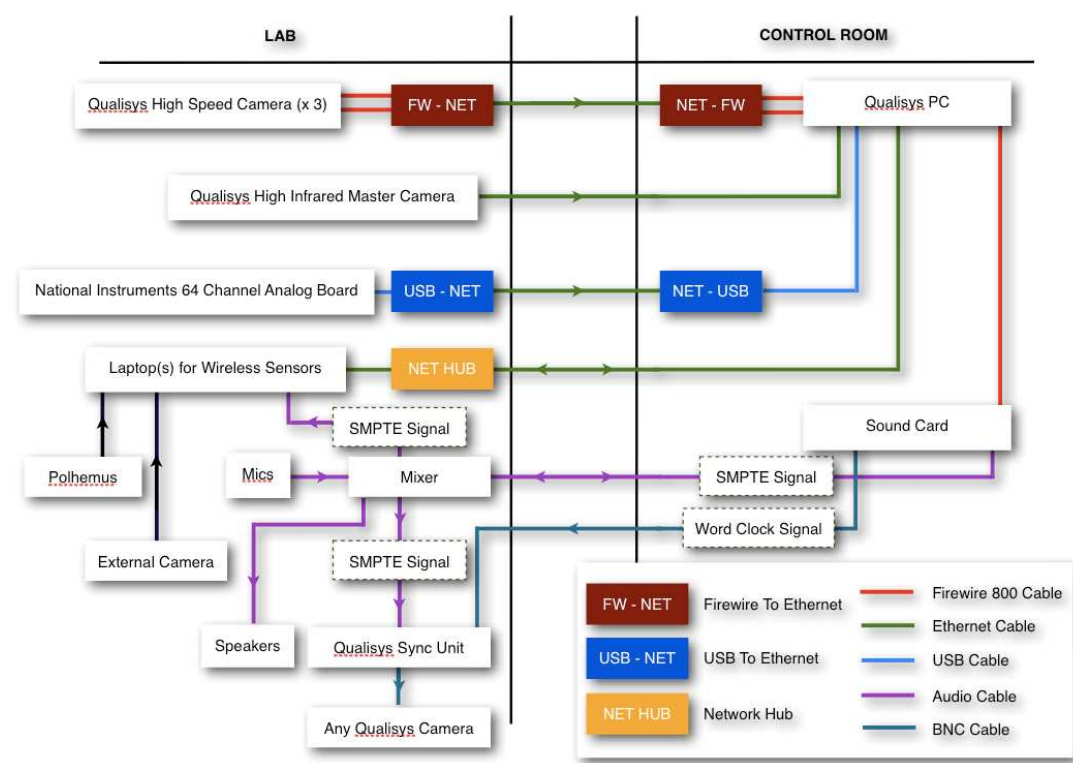 LAB
CONTROL ROOM
Qualisys High Speed Camera (x 3)
FW - NET
NET - FW
Qualisys PC
Qualisys High Infrared Master Camera
National Instruments 64 Channel Analog Board
USB - NET
NET - USB
Laptop(s) for Wireless Sensors
NET HUB
SMPTE Signal
Sound Card
Polhemus
Mics
Mixer
SMPTE Signal
Word Clock Signal
External Camera
SMPTE Signal
Speakers
Qualisys Sync Unit
Any Qualisys Camera
FW - NET
Firewire To Ethernet
USB - NET
USB To Ethernet
NET HUB
Network Hub
Firewire 800 Cable
Ethernet Cable
USB Cable
Audio Cable
BNC Cable